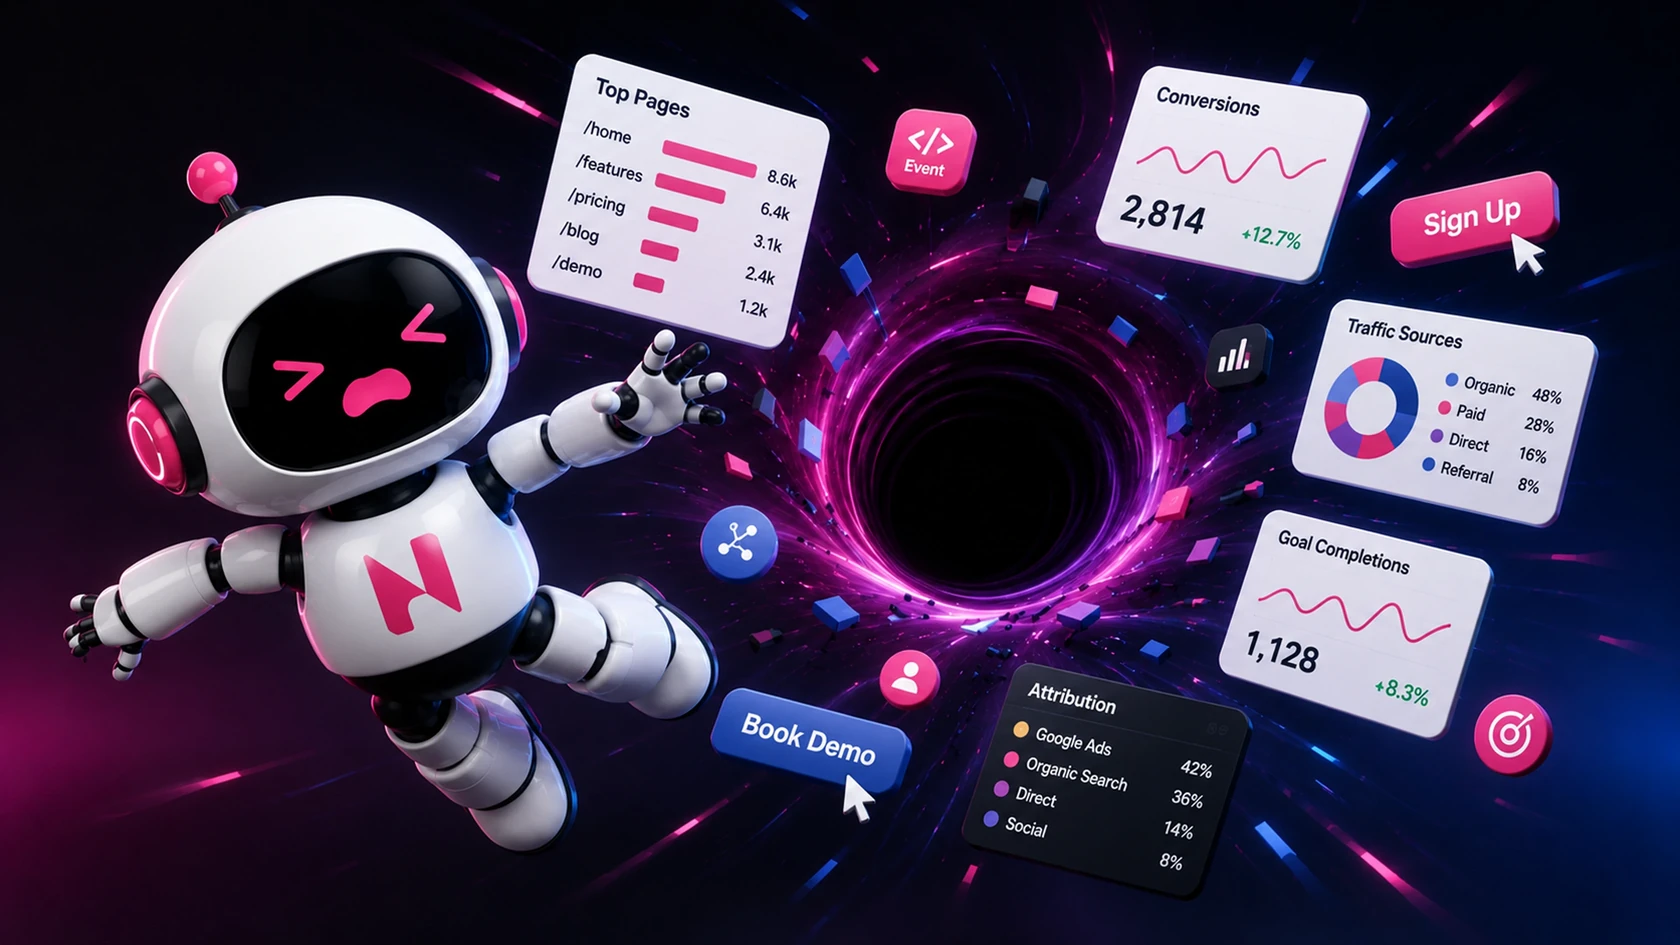 Top Pages
/home 8.6k
/features 6.4k
/pricing 3.1k
/blog 2.4k
/demo 1.2k
</> Event
Conversions
2,814 +12.7%
Sign Up
Traffic Sources
Organic 48%
Paid 28%
Direct 16%
Referral 8%
Goal Completions
1,128 +8.3%
N
Book Demo
Attribution
Google Ads 42%
Organic Search 36%
Direct 14%
Social 8%